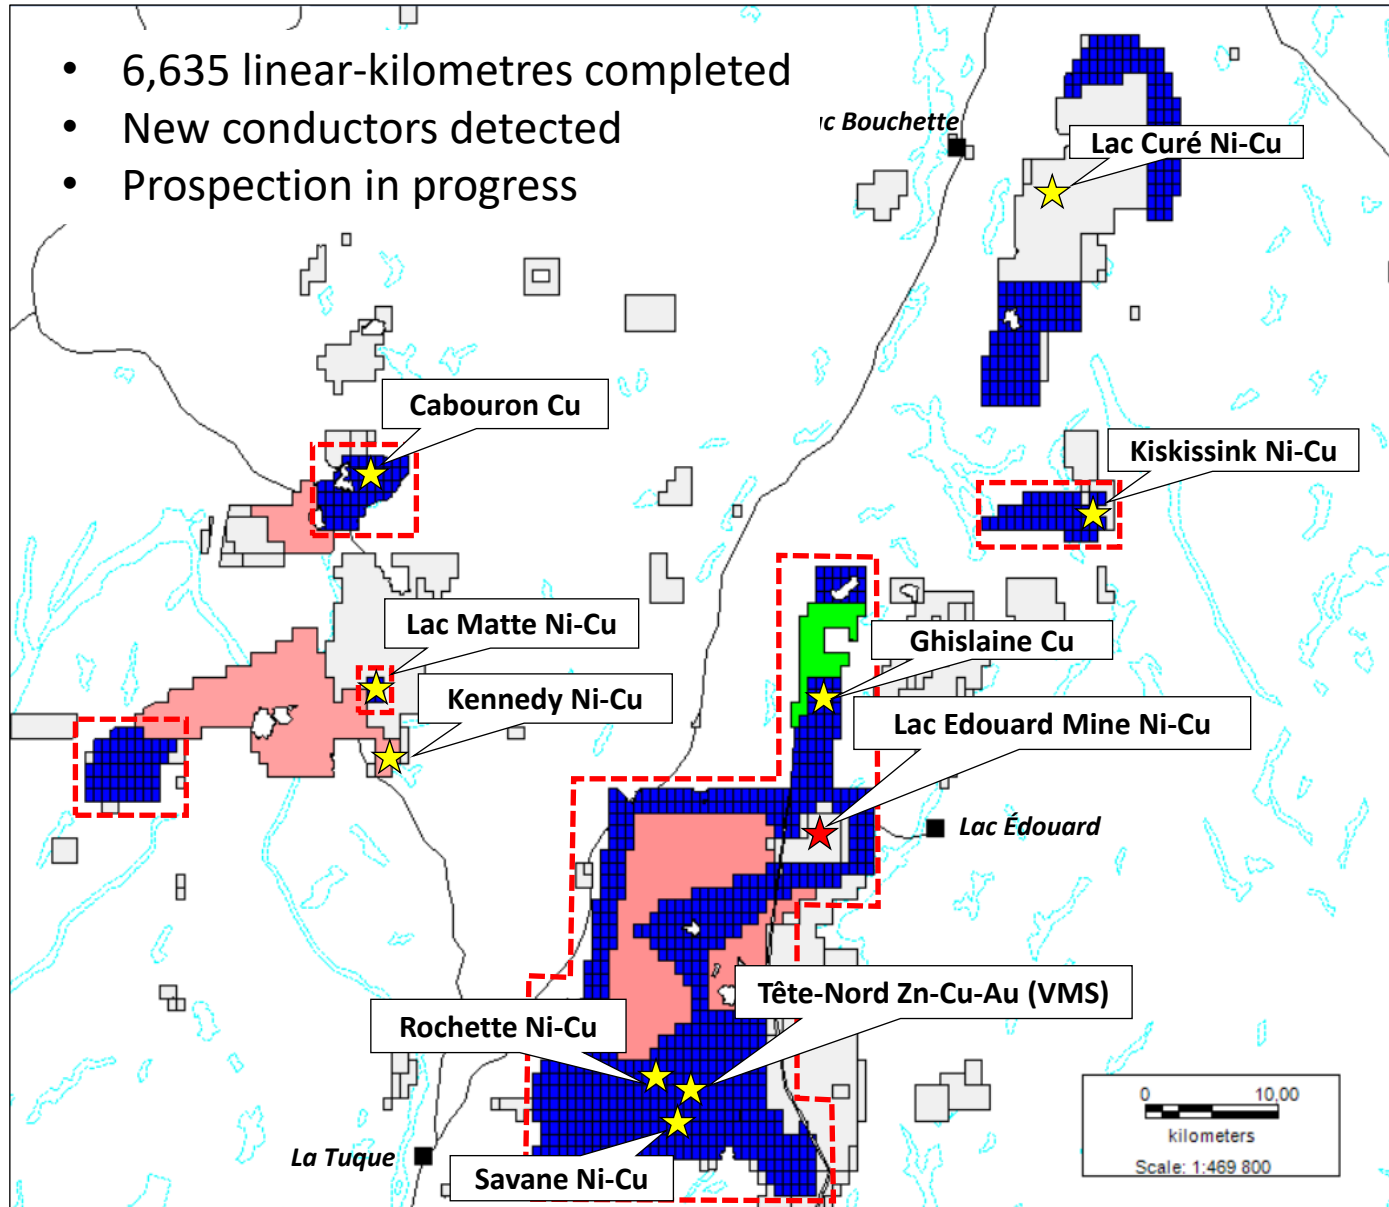 • 6,635 linear-kilometres completed
• New conductors detected
• Prospection in progress
c Bouchette
Lac Curé Ni-Cu
Cabouron Cu
Kiskissink Ni-Cu
Lac Matte Ni-Cu
Ghislaine Cu
Kennedy Ni-Cu
Lac Edouard Mine Ni-Cu
Lac Édouard
Tête-Nord Zn-Cu-Au (VMS)
Rochette Ni-Cu
0 10,00
kilometers
Scale: 1:469 800
La Tuque
Savane Ni-Cu